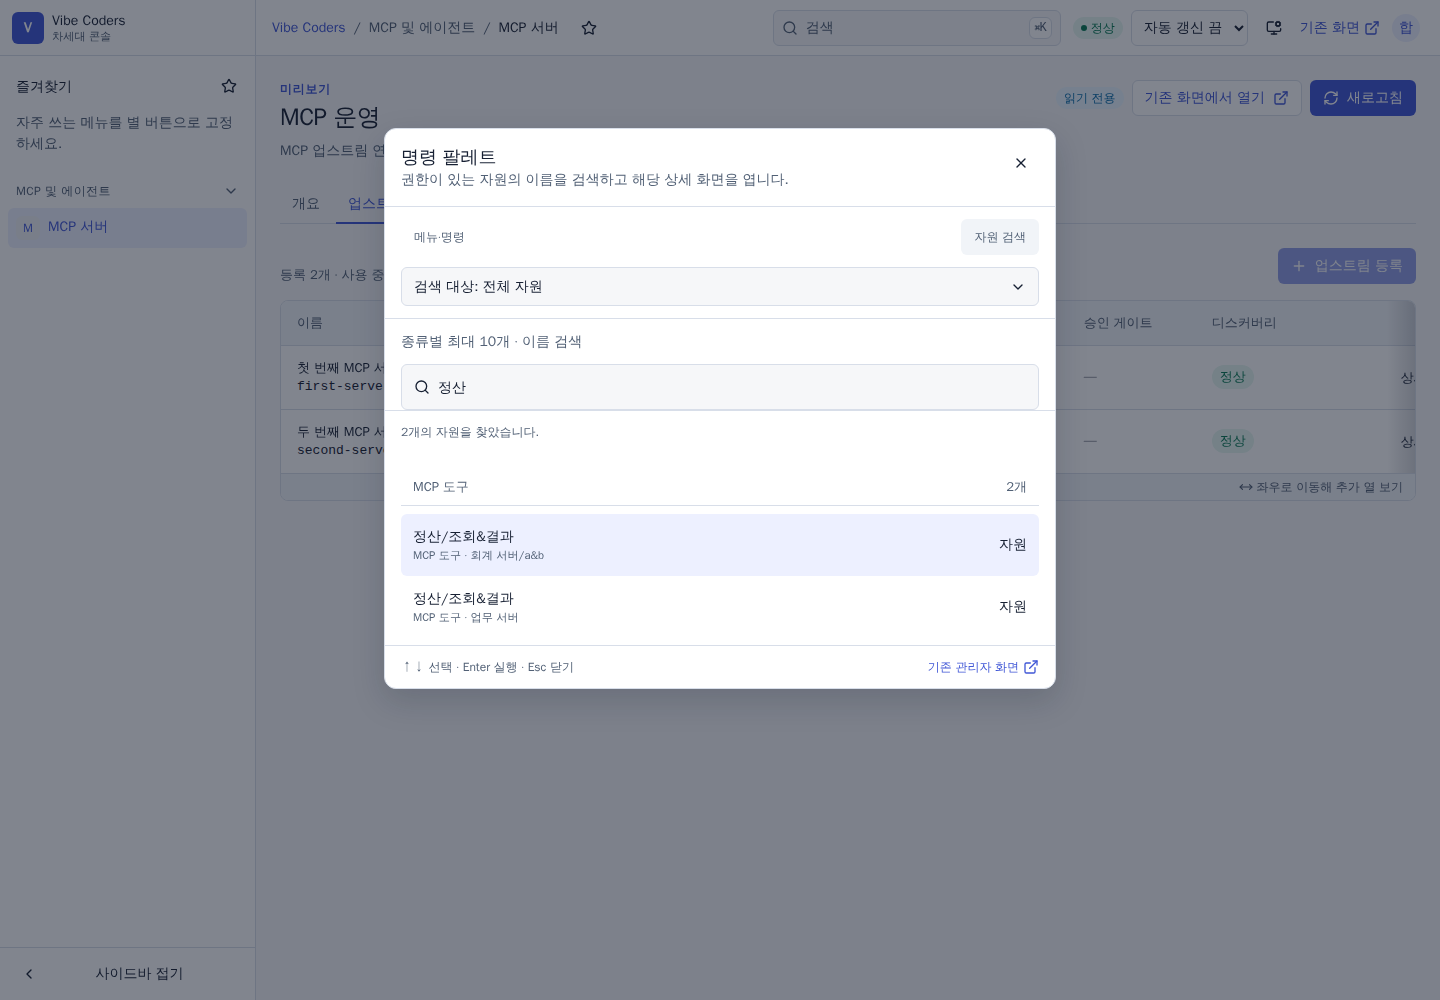 V
Vibe Coders
차세대 콘솔
Vibe Coders / MCP 및 에이전트 / MCP 서버
검색
⌘K
정상
자동 갱신 끔
기존 화면
합
즐겨찾기
자주 쓰는 메뉴를 별 버튼으로 고정
하세요.
MCP 및 에이전트
M MCP 서버
사이드바 접기
미리보기
MCP 운영
MCP 업스트림 연
읽기 전용
기존 화면에서 열기
새로고침
개요
업스트
등록 2개 · 사용 중
업스트림 등록
이름
승인 게이트
디스커버리
첫 번째 MCP 서
first-serve
—
정상
상
두 번째 MCP 서
second-serv
—
정상
상
좌우로 이동해 추가 열 보기
명령 팔레트
권한이 있는 자원의 이름을 검색하고 해당 상세 화면을 엽니다.
메뉴·명령
자원 검색
검색 대상: 전체 자원
종류별 최대 10개 · 이름 검색
정산
2개의 자원을 찾았습니다.
MCP 도구
2개
정산/조회&결과
MCP 도구 · 회계 서버/a&b
자원
정산/조회&결과
MCP 도구 · 업무 서버
자원
↑ ↓ 선택 · Enter 실행 · Esc 닫기
기존 관리자 화면